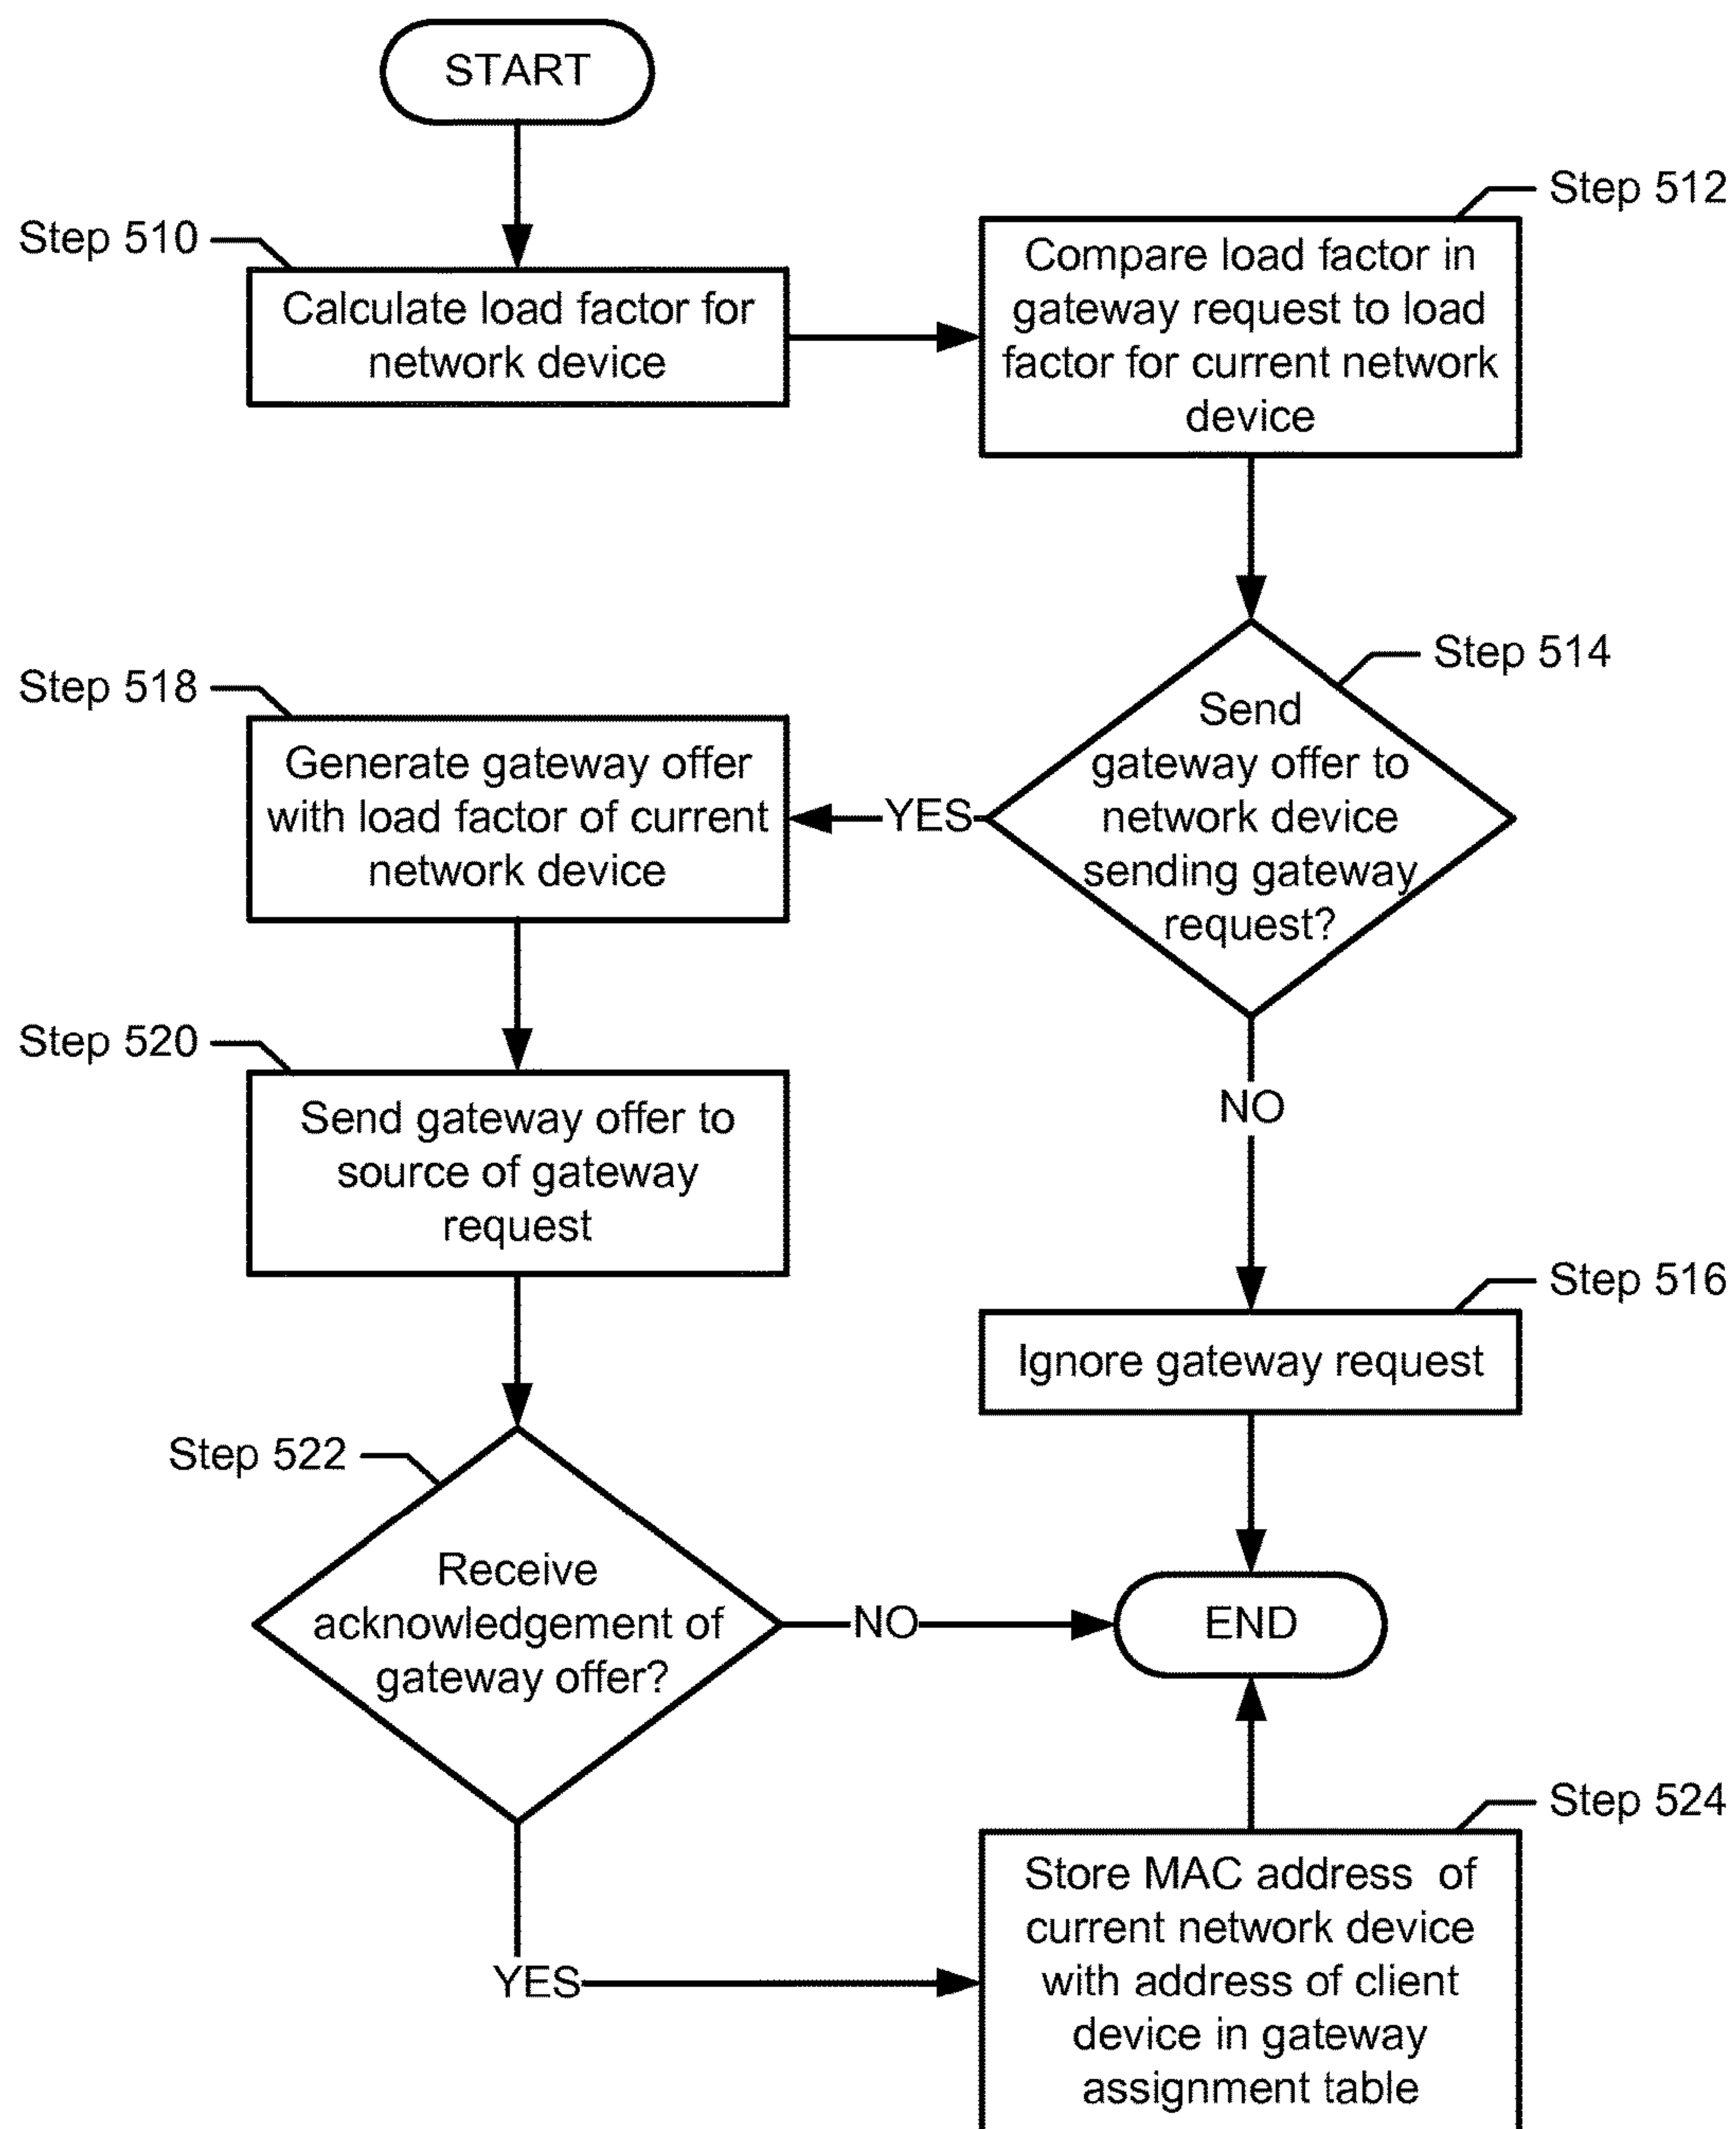 START
Step 510
Calculate load factor for
network device
Step 512
Compare load factor in
gateway request to load
factor for current network
device
Step 514
Send
gateway offer to
network device
sending gateway
request?
YES
NO
Step 518
Generate gateway offer
with load factor of current
network device
Step 520
Send gateway offer to
source of gateway
request
Step 516
Ignore gateway request
Step 522
Receive
acknowledgement of
gateway offer?
NO
YES
END
Step 524
Store MAC address of
current network device
with address of client
device in gateway
assignment table